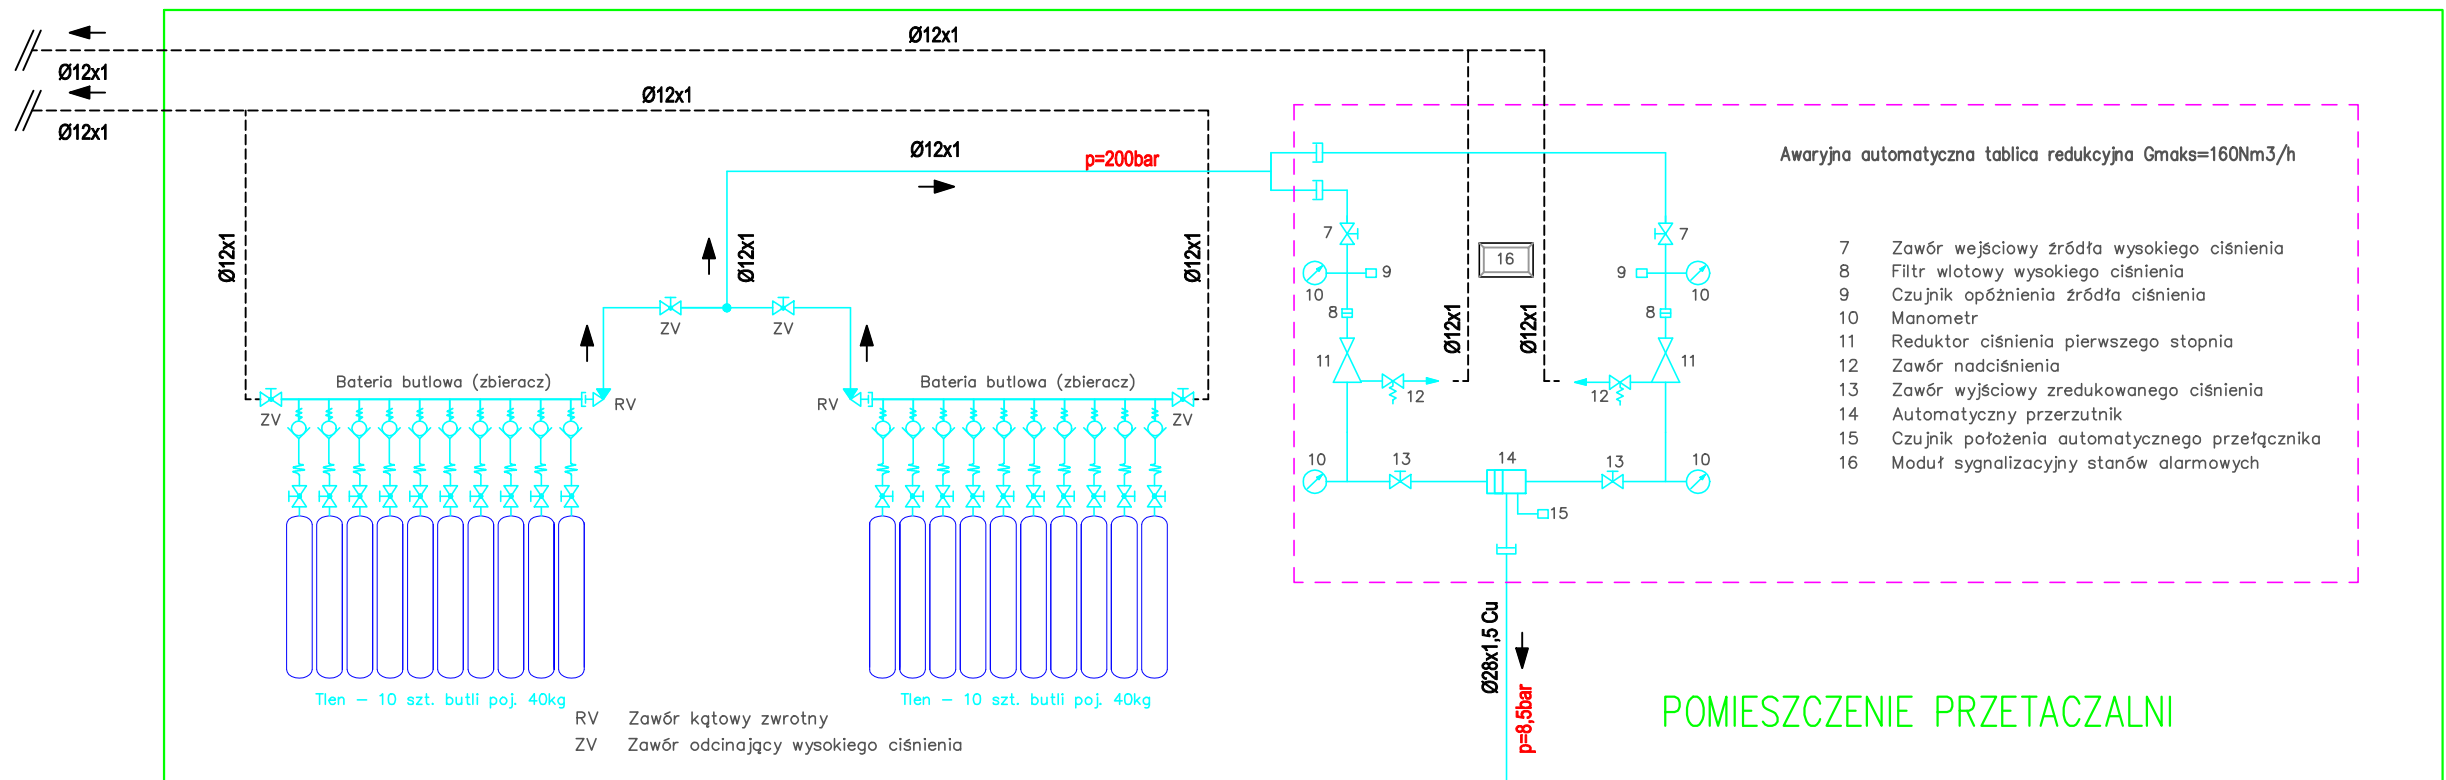 Ø12x1
Ø12x1
Ø12x1
Ø12x1
Ø12x1
p=200bar
Ø12x1
Ø12x1
Ø12x1
Ø12x1
Awaryjna automatyczna tablica redukcyjna Gmaks=160Nm3/h
7
7
16
9
9
10
10
8
8
Ø12x1
Ø12x1
11
11
12
12
10
13
14
13
10
15
7 Zawór wejściowy źródła wysokiego ciśnienia
8 Filtr wlotowy wysokiego ciśnienia
9 Czujnik opóżnienia źródła ciśnienia
10 Manometr
11 Reduktor ciśnienia pierwszego stopnia
12 Zawór nadciśnienia
13 Zawór wyjściowy zredukowanego ciśnienia
14 Automatyczny przerzutnik
15 Czujnik położenia automatycznego przełącznika
16 Moduł sygnalizacyjny stanów alarmowych
ZV
ZV
Bateria butlowa (zbieracz)
Bateria butlowa (zbieracz)
ZV
RV
RV
ZV
Tlen – 10 szt. butli poj. 40kg
Tlen – 10 szt. butli poj. 40kg
RV Zawór kątowy zwrotny
ZV Zawór odcinający wysokiego ciśnienia
Ø28x1,5 Cu
p=8,5bar
POMIESZCZENIE PRZETACZALNI